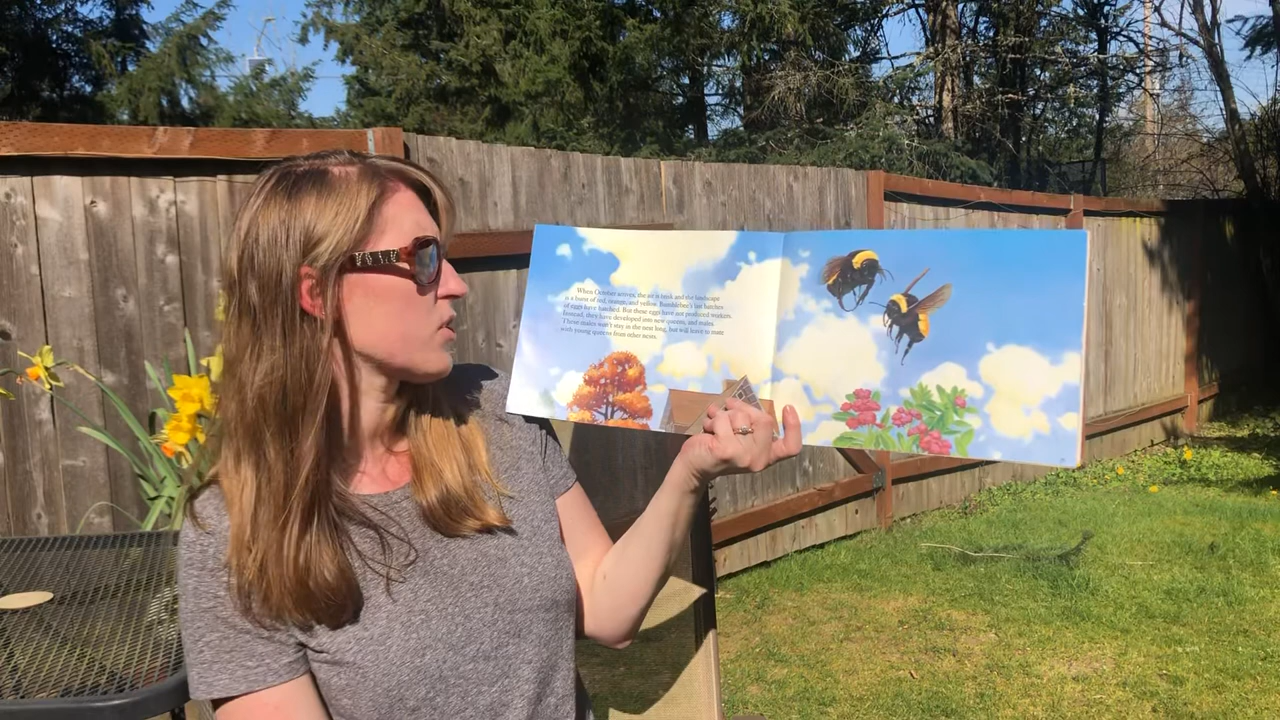 When October arrives, the air is brisk and the landscape
is a burst of red, orange, and yellow. Bumblebee's last batches
of eggs have hatched. But these eggs have not produced workers.
Instead, they have developed into new queens, and males.
These males won't stay in the nest long, but will leave to mate
with young queens from other nests.